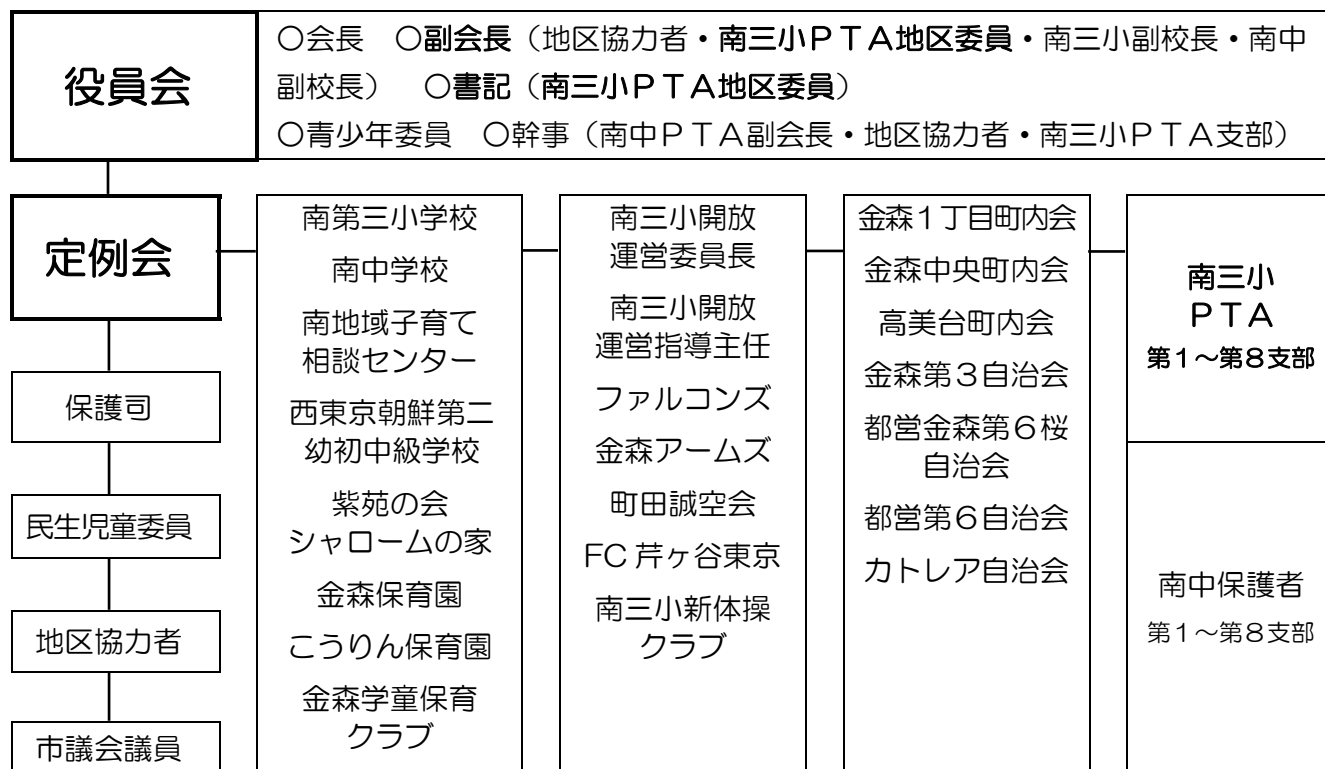 役員会
○会長　○副会長（地区協力者・南三小ＰＴＡ地区委員・南三小副校長・南中
副校長）　○書記（南三小ＰＴＡ地区委員）
○青少年委員　○幹事（南中ＰＴＡ副会長・地区協力者・南三小ＰＴＡ支部）
定例会
保護司
民生児童委員
地区協力者
市議会議員
南第三小学校
南中学校
南地域子育て
相談センター
西東京朝鮮第二
幼初中級学校
紫苑の会
シャロームの家
金森保育園
こうりん保育園
金森学童保育
クラブ
南三小開放
運営委員長
南三小開放
運営指導主任
ファルコンズ
金森アームズ
町田誠空会
FC 芹ヶ谷東京
南三小新体操
クラブ
金森１丁目町内会
金森中央町内会
高美台町内会
金森第３自治会
都営金森第６桜
自治会
都営第６自治会
カトレア自治会
南三小
ＰＴＡ
第１～第８支部
南中保護者
第１～第８支部